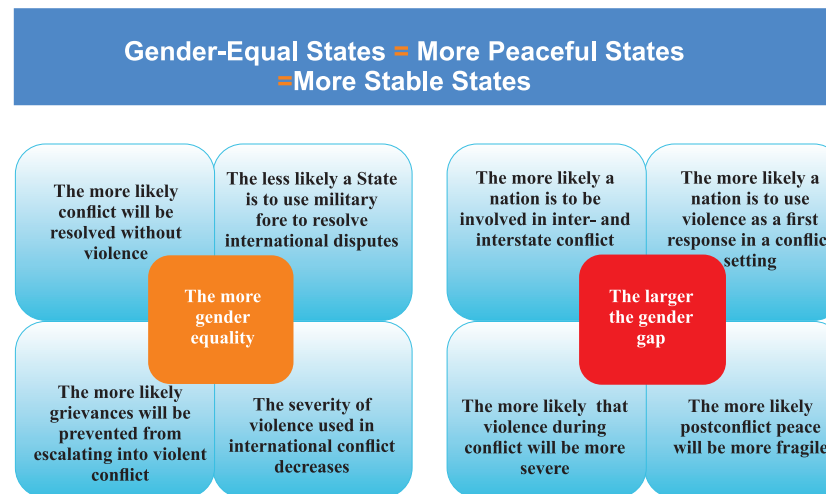 Gender-Equal States = More Peaceful States
=More Stable States
The more likely
conflict will be
resolved without
violence
The less likely a State
is to use military
fore to resolve
international disputes
The more
gender
equality
The more likely
grievances will be
prevented from
escalating into violent
conflict
The severity of
violence used in
international conflict
decreases
The more likely a
nation is to be
involved in inter- and
interstate conflict
The more likely a
nation is to use
violence as a first
response in a conflic
setting
The larger
the gender
gap
The more likely that
violence during
conflict will be more
severe
The more likely
postconflict peace
will be more fragile